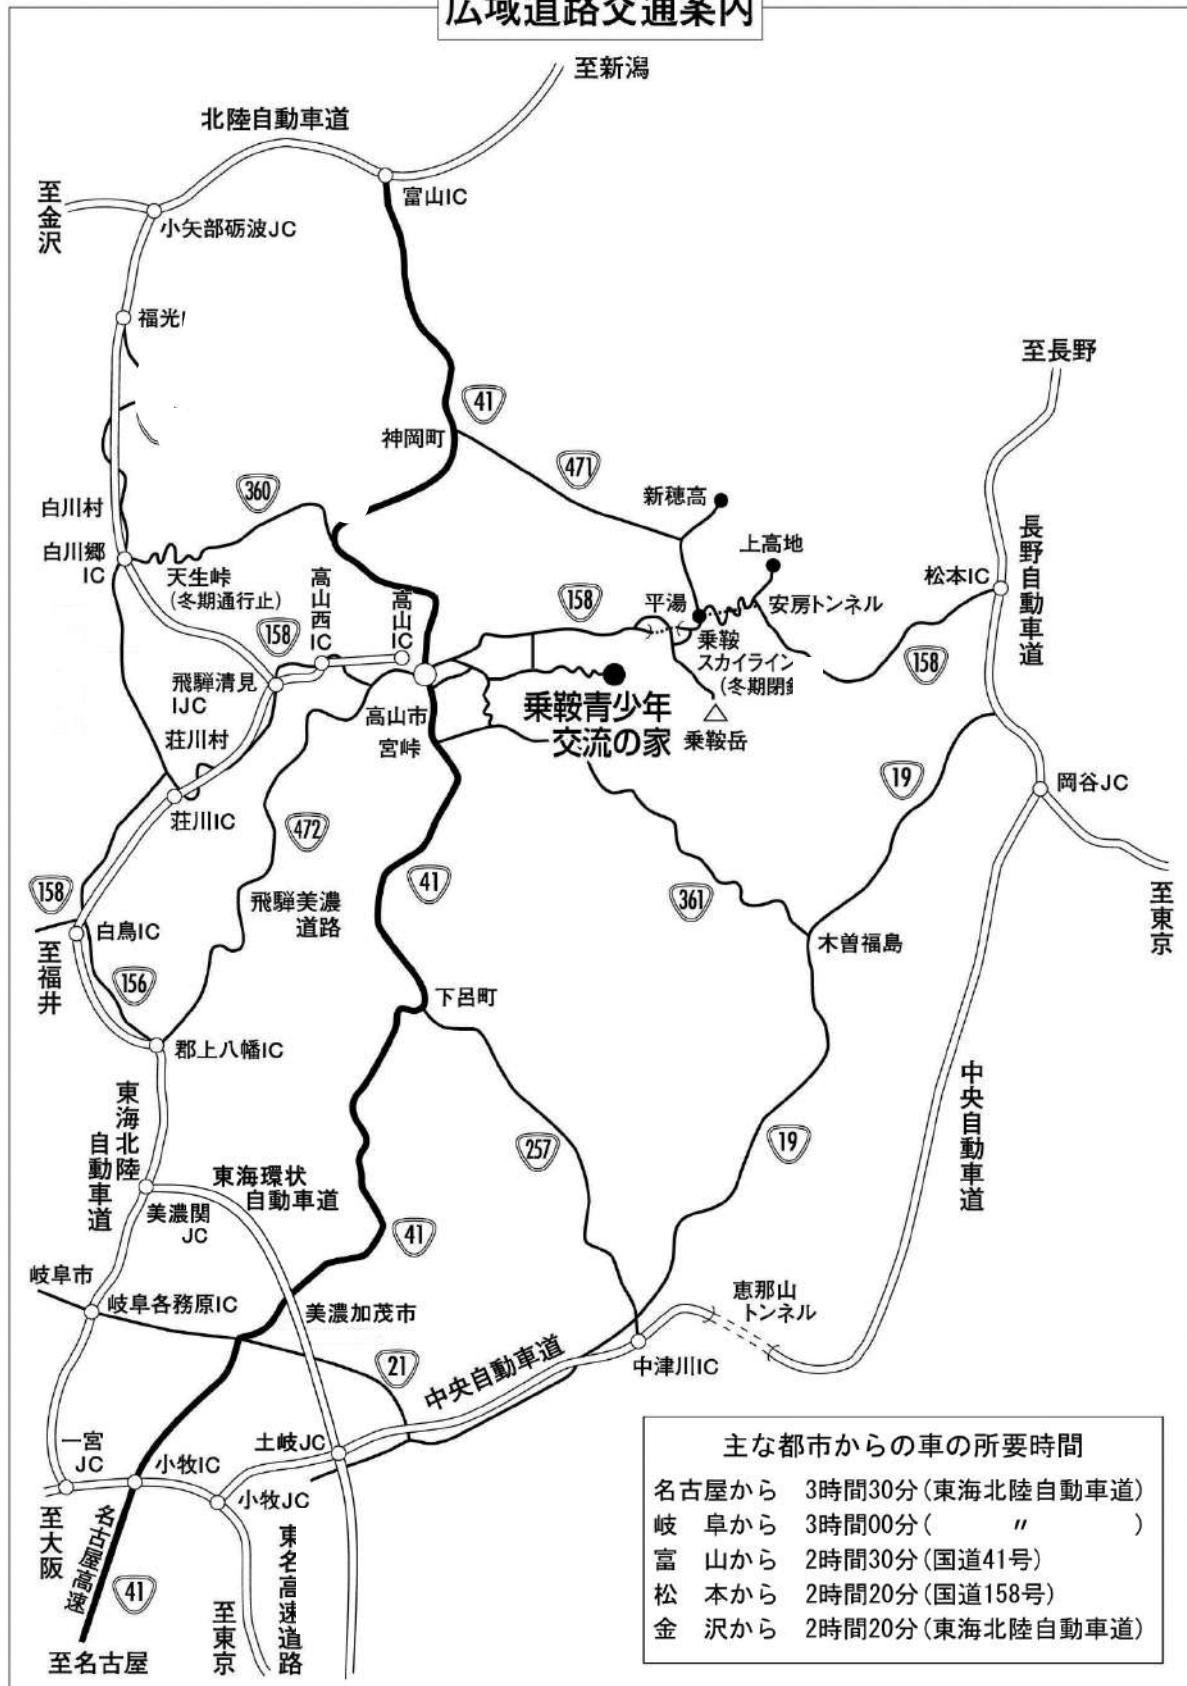 広域道路交通案内
至新潟
北陸自動車道
至金沢
富山IC
小矢部砺波JC
福光
至長野
41
神岡町
471
360
新穂高
白川村
上高地
長野自動車道
白川郷
IC
天生峠
(冬期通行止)
高山西IC
高山IC
158
平湯
安房トンネル
松本IC
158
乗鞍
スカイライン
(冬期閉
158
飛騨清見
IJC
高山市
乗鞍青少年
交流の家
乗鞍岳
荘川村
宮峠
19
岡谷JC
荘川IC
472
158
41
361
至東京
飛騨美濃
道路
白鳥IC
木曽福島
至福井
156
下呂町
郡上八幡IC
中央自動車道
東海北陸
自動車道
257
19
東海環状
自動車道
美濃関
JC
41
岐阜市
岐阜各務原IC
美濃加茂市
恵那山
トンネル
21
中央自動車道
中津川IC
一宮
JC
小牧IC
土岐JC
小牧JC
至大阪
名古屋高速
41
東名高速道路
至東京
至名古屋
主な都市からの車の所要時間
名古屋から 3時間30分(東海北陸自動車道)
岐 阜から 3時間00分( 〃 )
富 山から 2時間30分(国道41号)
松 本から 2時間20分(国道158号)
金 沢から 2時間20分(東海北陸自動車道)